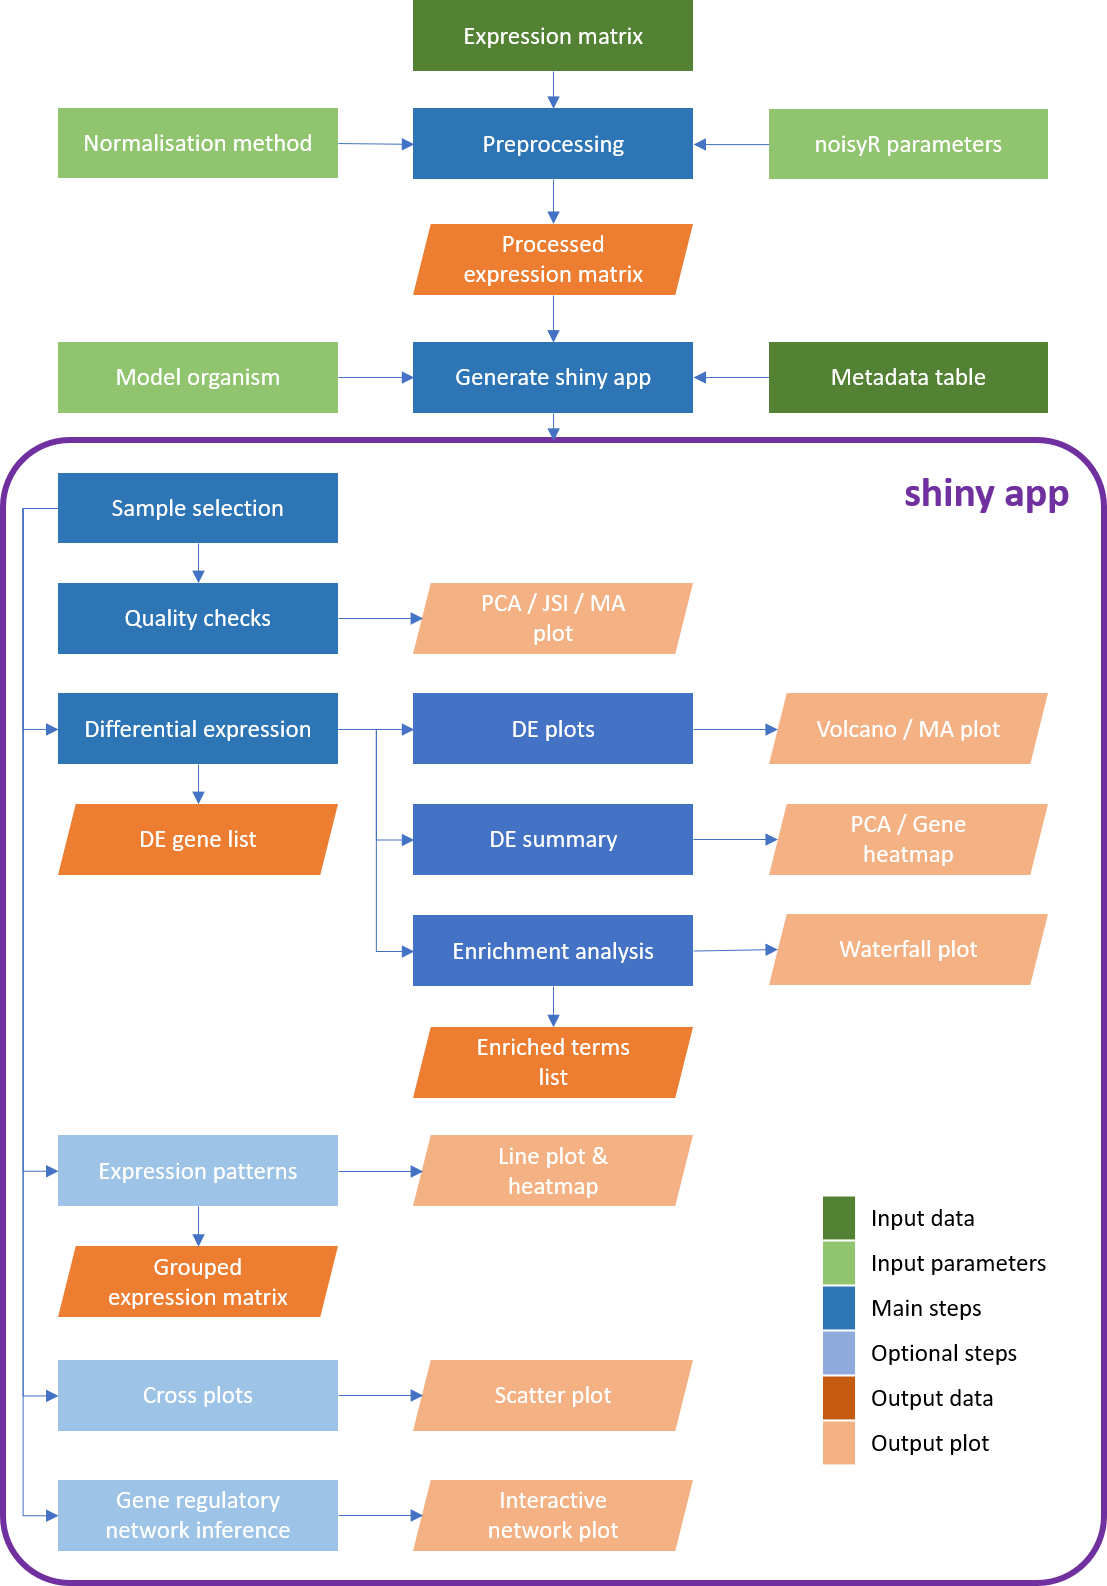 Expression matrix
Normalisation method
Preprocessing
noisyR parameters
Processed
expression matrix
Model organism
Generate shiny app
Metadata table
shiny app
Sample selection
Quality checks
PCA / JSI / MA
plot
Differential expression
DE plots
Volcano / MA plot
DE gene list
DE summary
PCA / Gene
heatmap
Enrichment analysis
Waterfall plot
Enriched terms
list
Expression patterns
Line plot &
heatmap
Grouped
expression matrix
Cross plots
Scatter plot
Gene regulatory
network inference
Interactive
network plot
Input data
Input parameters
Main steps
Optional steps
Output data
Output plot